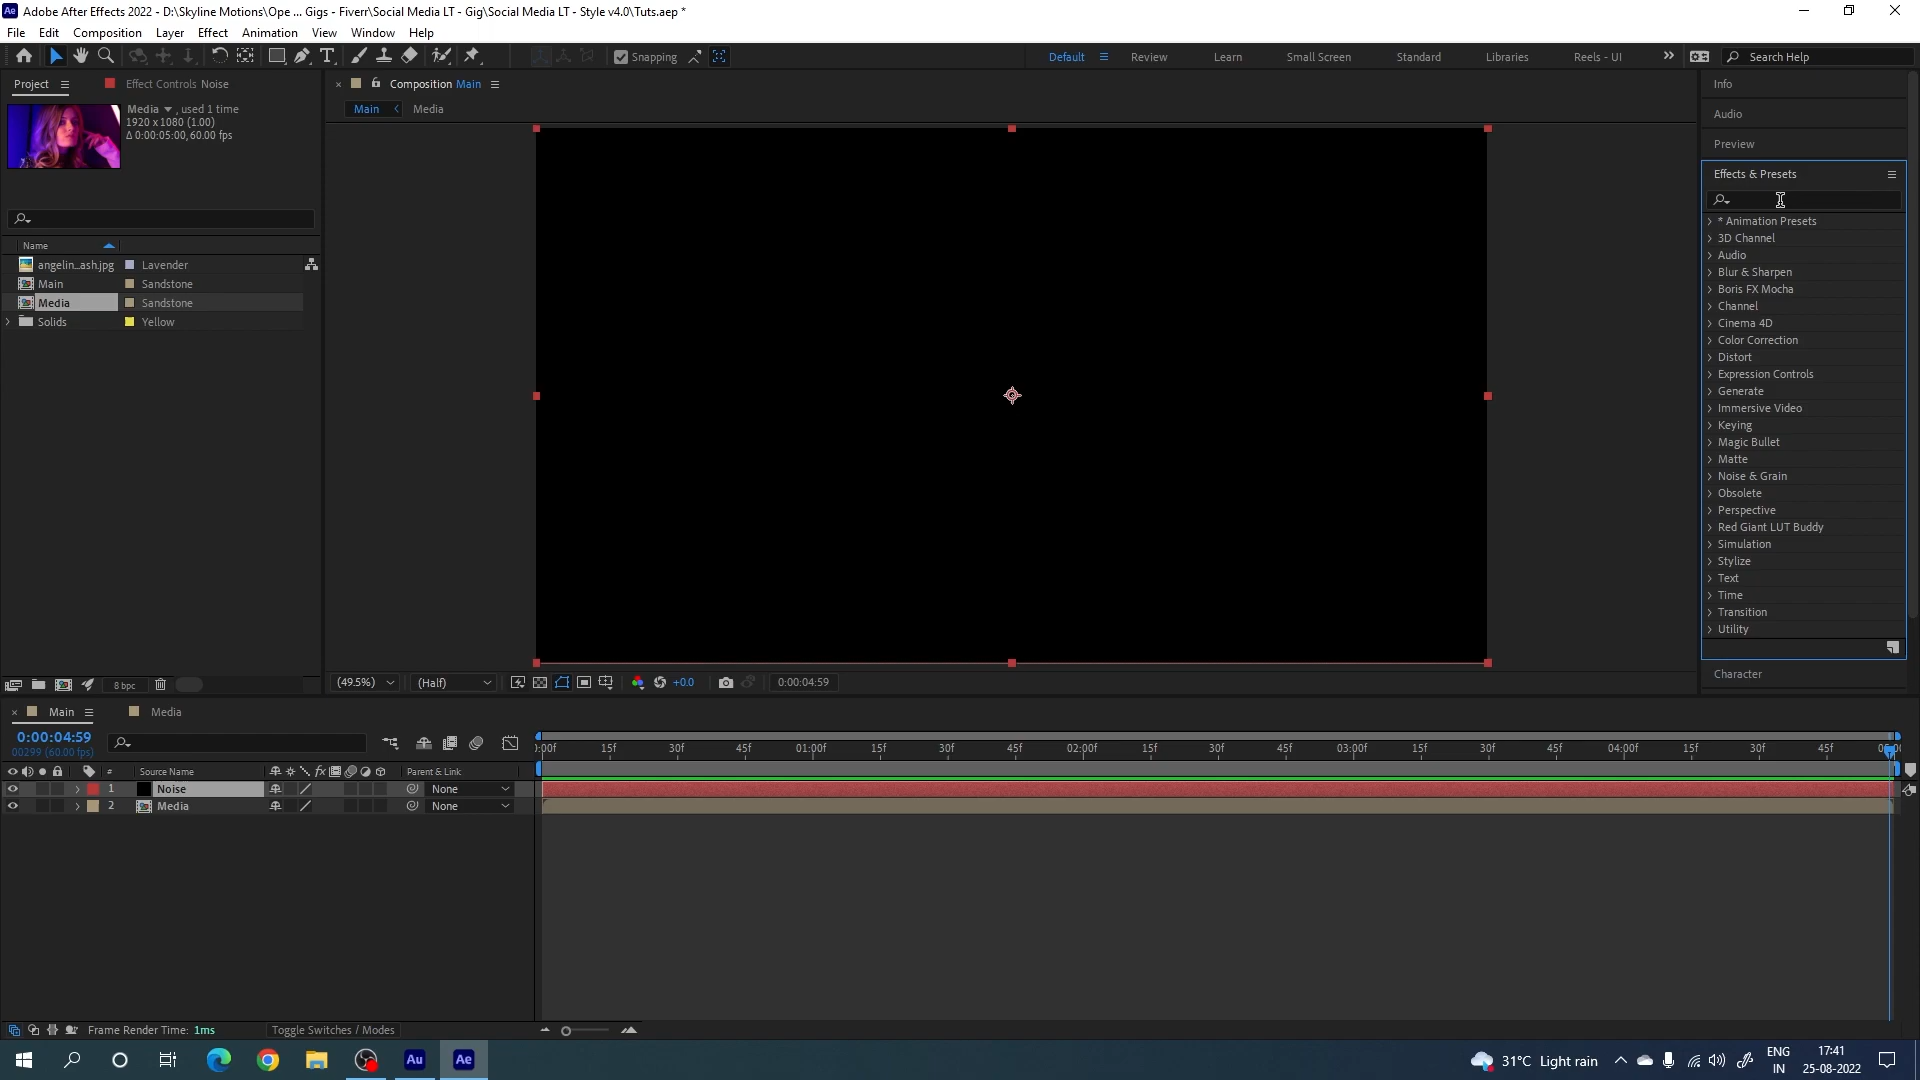 Adobe After Effects 2022 - D:\Skyline Motions\Ope ... Gigs - Fiverr\Social Media LT - Gig\Social Media LT - Style v4.0\Tuts.aep *
File Edit Composition Layer Effect Animation View Window Help
Snapping Default Review Learn Small Screen Standard Libraries Reels - UI Search Help
Project Effect Controls Noise
Media , used 1 time
1920 x 1080 (1.00)
Δ 0:00:05:00, 60.00 fps
Name
angelin_ash.jpg Lavender
Main Sandstone
Media Sandstone
Solids Yellow
8 bpc
Composition Main
Main Media
(49.5%) (Half) +0.0 0:00:04:59
Info
Audio
Preview
Effects & Presets
* Animation Presets
3D Channel
Audio
Blur & Sharpen
Boris FX Mocha
Channel
Cinema 4D
Color Correction
Distort
Expression Controls
Generate
Immersive Video
Keying
Magic Bullet
Matte
Noise & Grain
Obsolete
Perspective
Red Giant LUT Buddy
Simulation
Stylize
Text
Time
Transition
Utility
Character
Main Media
0:00:04:59
00299 (60.00 fps)
:00f 15f 30f 45f 01:00f 15f 30f 45f 02:00f 15f 30f 45f 03:00f 15f 30f 45f 04:00f 15f 30f 45f
# Source Name fx Parent & Link
1 Noise None
2 Media None
Frame Render Time: 1ms Toggle Switches / Modes
Au Ae
31°C Light rain
ENG
IN
17:41
25-08-2022